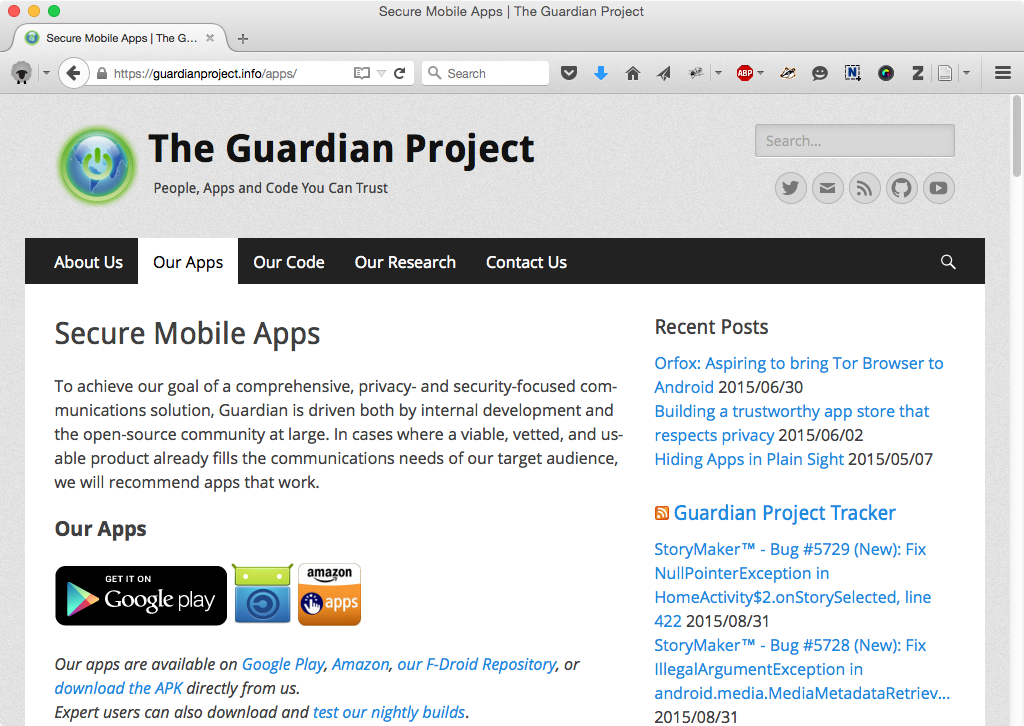 Secure Mobile Apps | The Guardian Project
Secure Mobile Apps | The G...
https://guardianproject.info/apps/
Search
ABP
N
Z
The Guardian Project
People, Apps and Code You Can Trust
Search...
About Us
Our Apps
Our Code
Our Research
Contact Us
Secure Mobile Apps
To achieve our goal of a comprehensive, privacy- and security-focused com-
munications solution, Guardian is driven both by internal development and
the open-source community at large. In cases where a viable, vetted, and us-
able product already fills the communications needs of our target audience,
we will recommend apps that work.
Our Apps
GET IT ON
Google play
amazon
apps
Our apps are available on Google Play, Amazon, our F-Droid Repository, or
download the APK directly from us.
Expert users can also download and test our nightly builds.
Recent Posts
Orfox: Aspiring to bring Tor Browser to
Android 2015/06/30
Building a trustworthy app store that
respects privacy 2015/06/02
Hiding Apps in Plain Sight 2015/05/07
Guardian Project Tracker
StoryMaker™ - Bug #5729 (New): Fix
NullPointerException in
HomeActivity$2.onStorySelected, line
422 2015/08/31
StoryMaker™ - Bug #5728 (New): Fix
IllegalArgumentException in
android.media.MediaMetadataRetriev...
2015/08/31